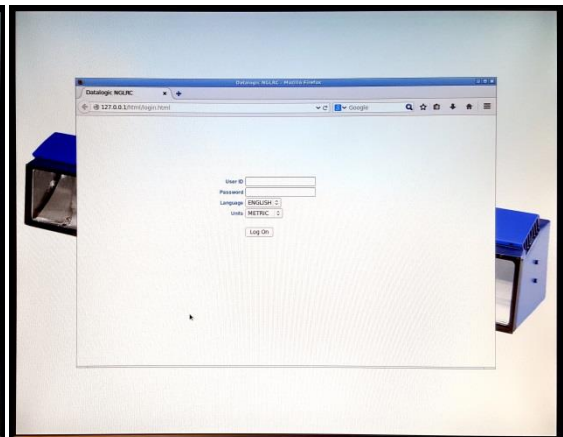 Datalogic NGLRC - Mozilla Firefox
Datalogic NGLRC
127.0.0.1/html/login.html
Google
User ID
Password
Language ENGLISH
Units METRIC
Log On